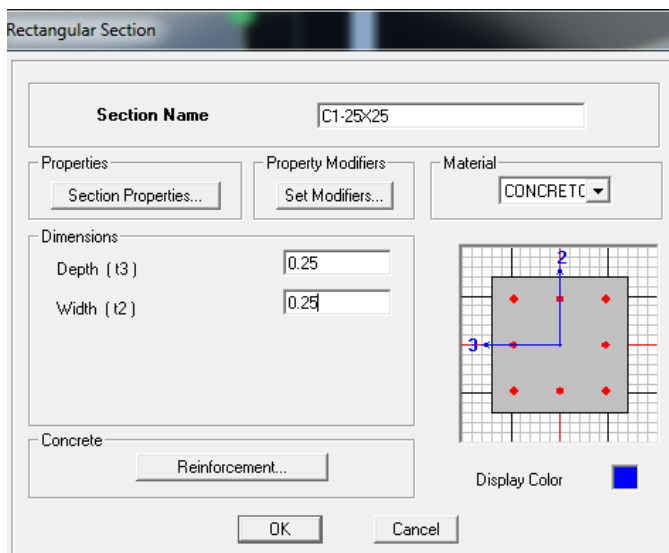 Rectangular Section
Section Name
C1-25X25
Properties
Section Properties...
Property Modifiers
Set Modifiers...
Material
CONCRETC
Dimensions
Depth ( t3 )
0.25
Width ( t2 )
0.25
2
3
Concrete
Reinforcement...
Display Color
OK
Cancel